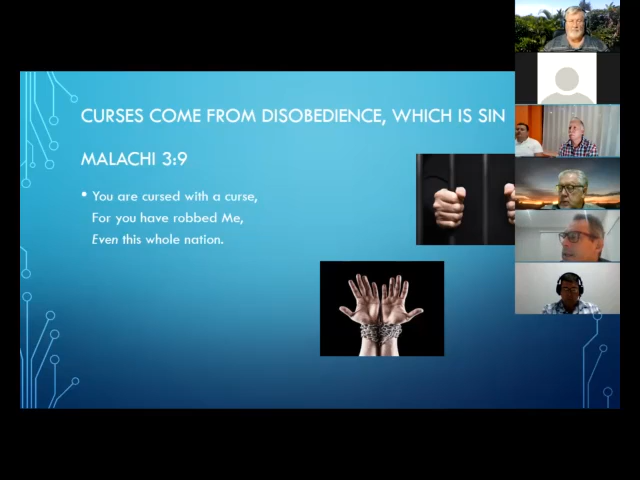 CURSES COME FROM DISOBEDIENCE, WHICH IS SIN
MALACHI 3:9
• You are cursed with a curse,
For you have robbed Me,
Even this whole nation.